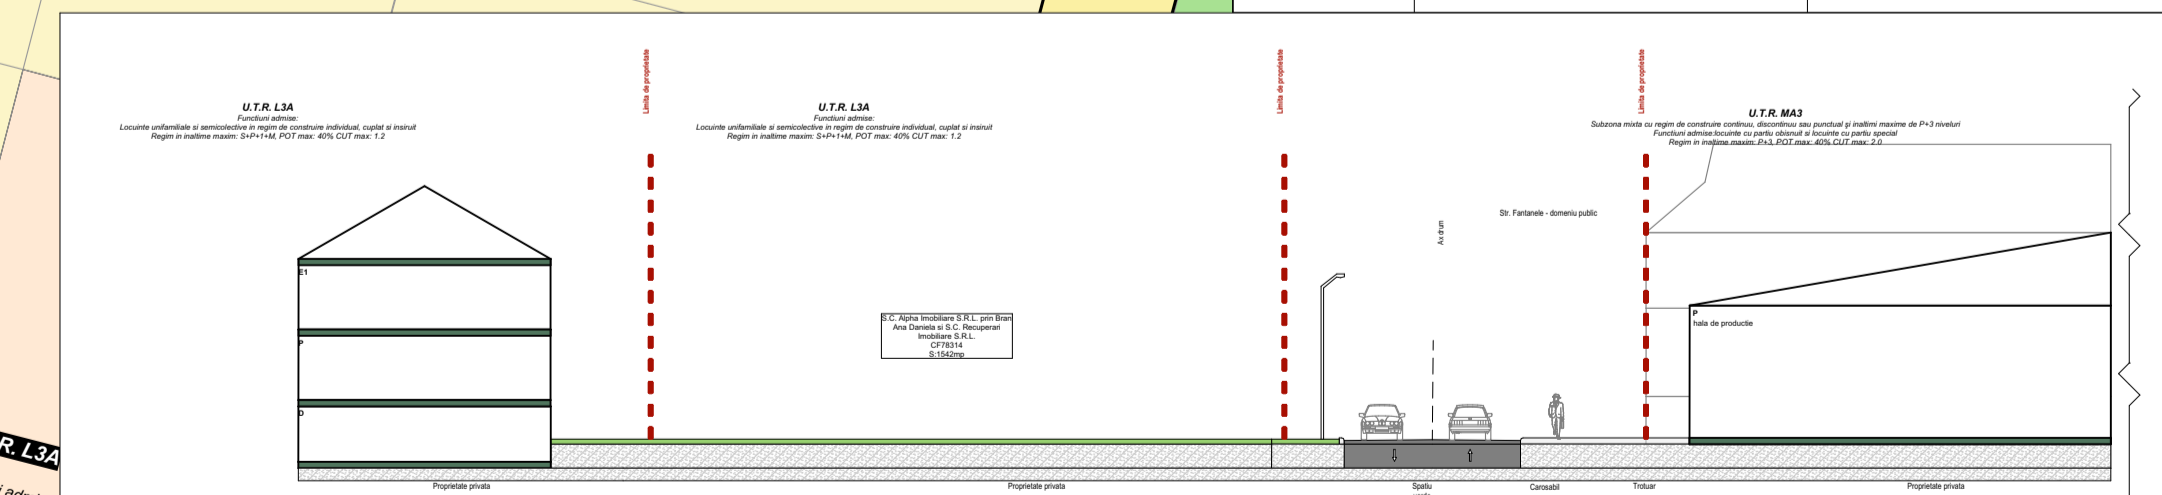 Limita de proprietate
Limita de proprietate
Limita de proprietate
U.T.R. L3A
Functiuni admise:
Locuinte unifamiliale si semicolective in regim de construire individual, cuplat si insiruit
Regim in inaltime maxim: S+P+1+M, POT max: 40% CUT max: 1.2
U.T.R. L3A
Functiuni admise:
Locuinte unifamiliale si semicolective in regim de construire individual, cuplat si insiruit
Regim in inaltime maxim: S+P+1+M, POT max: 40% CUT max: 1.2
U.T.R. MA3
Subzona mixta cu regim de construire continuu, discontinuu sau punctual şi inaltimi maxime de P+3 niveluri
Functiuni admise:locuinte cu partiu obisnuit si locuinte cu partiu special
Regim in inaltime maxim: P+3, POT max: 40% CUT max: 2.0
Str. Fantanele - domeniu public
Ax drum
E1
P
D
S.C. Alpha Imobiliare S.R.L. prin Bran
Ana Daniela si S.C. Recuperari
Imobiliare S.R.L.
CF78314
S:1542mp
P
hala de productie
R. L3A
Proprietate privata
Proprietate privata
Spatiu
Carosabil
Trotuar
Proprietate privata